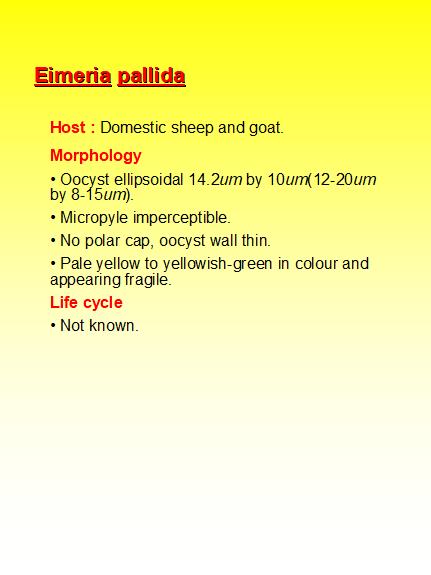 Eimeria pallida
Host : Domestic sheep and goat.
Morphology
• Oocyst ellipsoidal 14.2um by 10um(12-20um
by 8-15um).
• Micropyle imperceptible.
• No polar cap, oocyst wall thin.
• Pale yellow to yellowish-green in colour and
appearing fragile.
Life cycle
• Not known.